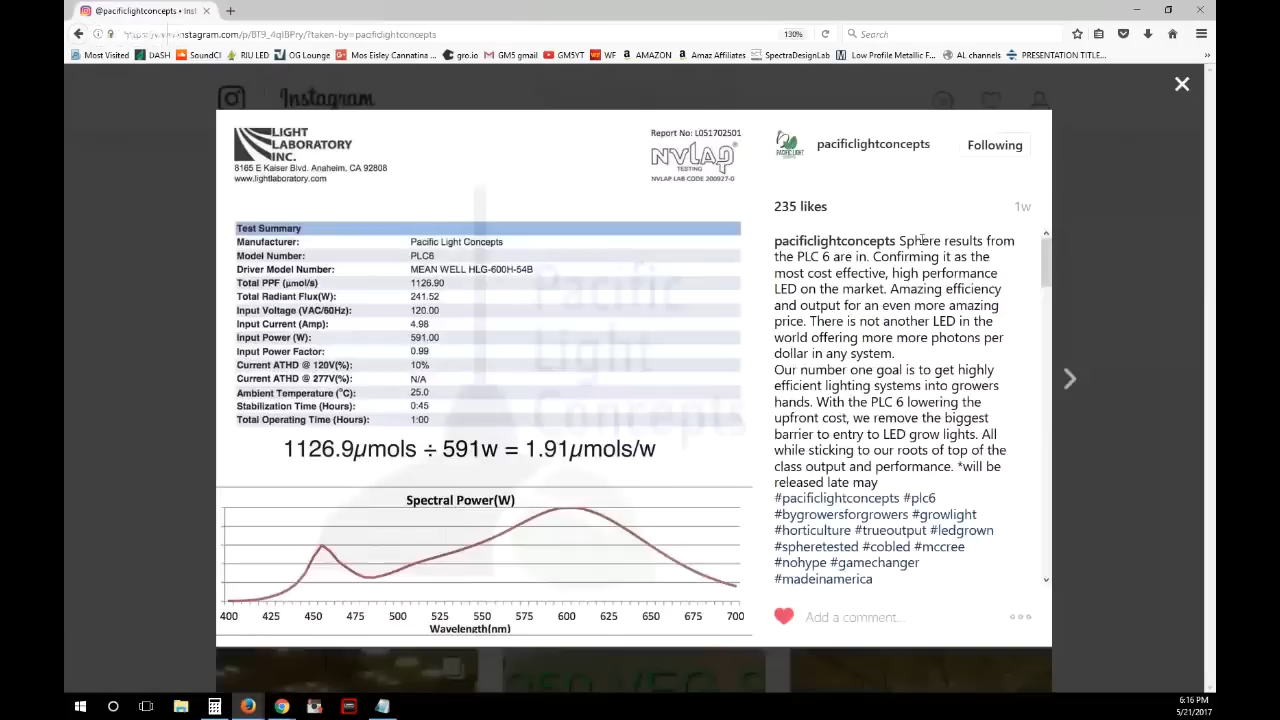 @pacificlightconcepts • Inst
instagram.com/p/BT9_4qIBPry/?taken-by=pacificlightconcepts
130%
Search
Most Visited
DASH
SoundCl
RIU LED
OG Lounge
Mos Eisley Cannatina ...
gro.io
GM5 gmail
GM5YT
WF
AMAZON
Amaz Affiliates
SpectraDesignLab
Low Profile Metallic F...
AL channels
PRESENTATION TITLE...
Instagram
LIGHT
LABORATORY
INC.
8165 E Kaiser Blvd. Anaheim, CA 92808
www.lightlaboratory.com
Report No: L051702501
NVLAP
TESTING
NVLAP LAB CODE 200927-0
Test Summary
Manufacturer: Pacific Light Concepts
Model Number: PLC6
Driver Model Number: MEAN WELL HLG-600H-54B
Total PPF (µmol/s) 1126.90
Total Radiant Flux(W): 241.52
Input Voltage (VAC/60Hz): 120.00
Input Current (Amp): 4.98
Input Power (W): 591.00
Input Power Factor: 0.99
Current ATHD @ 120V(%): 10%
Current ATHD @ 277V(%): N/A
Ambient Temperature (°C): 25.0
Stabilization Time (Hours): 0:45
Total Operating Time (Hours): 1:00
Pacific
Light
Concepts
1126.9µmols ÷ 591w = 1.91µmols/w
Spectral Power(W)
400 425 450 475 500 525 550 575 600 625 650 675 700
Wavelength(nm)
pacificlightconcepts
Following
235 likes
1w
pacificlightconcepts Sphere results from
the PLC 6 are in. Confirming it as the
most cost effective, high performance
LED on the market. Amazing efficiency
and output for an even more amazing
price. There is not another LED in the
world offering more more photons per
dollar in any system.
Our number one goal is to get highly
efficient lighting systems into growers
hands. With the PLC 6 lowering the
upfront cost, we remove the biggest
barrier to entry to LED grow lights. All
while sticking to our roots of top of the
class output and performance. *will be
released late may
#pacificlightconcepts #plc6
#bygrowersforgrowers #growlight
#horticulture #trueoutput #ledgrown
#spheretested #cobled #mccree
#nohype #gamechanger
#madeinamerica
Add a comment...
6:16 PM
5/21/2017